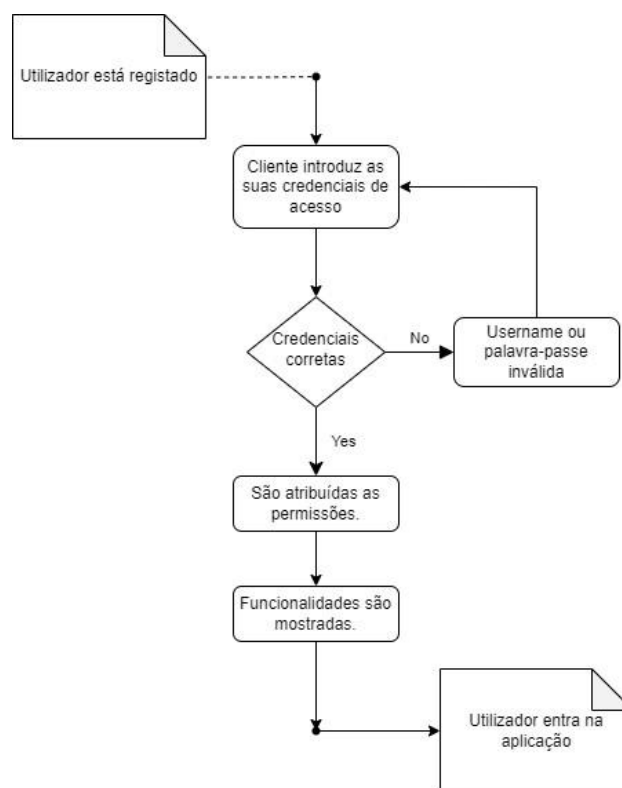 Utilizador está registado
Cliente introduz as
suas credenciais de
acesso
Credenciais
corretas
No
Username ou
palavra-passe
inválida
Yes
São atribuídas as
permissões.
Funcionalidades são
mostradas.
Utilizador entra na
aplicação